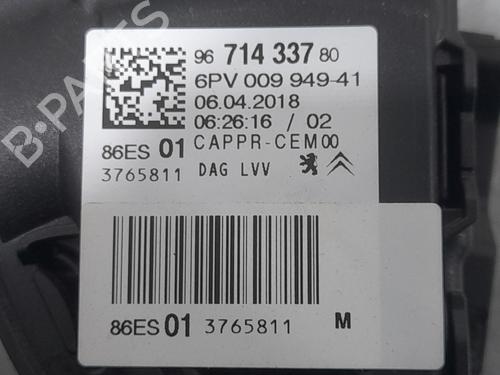 96 714 337 80
6PV 009 949-41
06.04.2018
06:26:16 / 02
86ES 01 CAPPR-CEM00
3765811 DAG LVV
86ES 01 3765811 M
B-PARTS